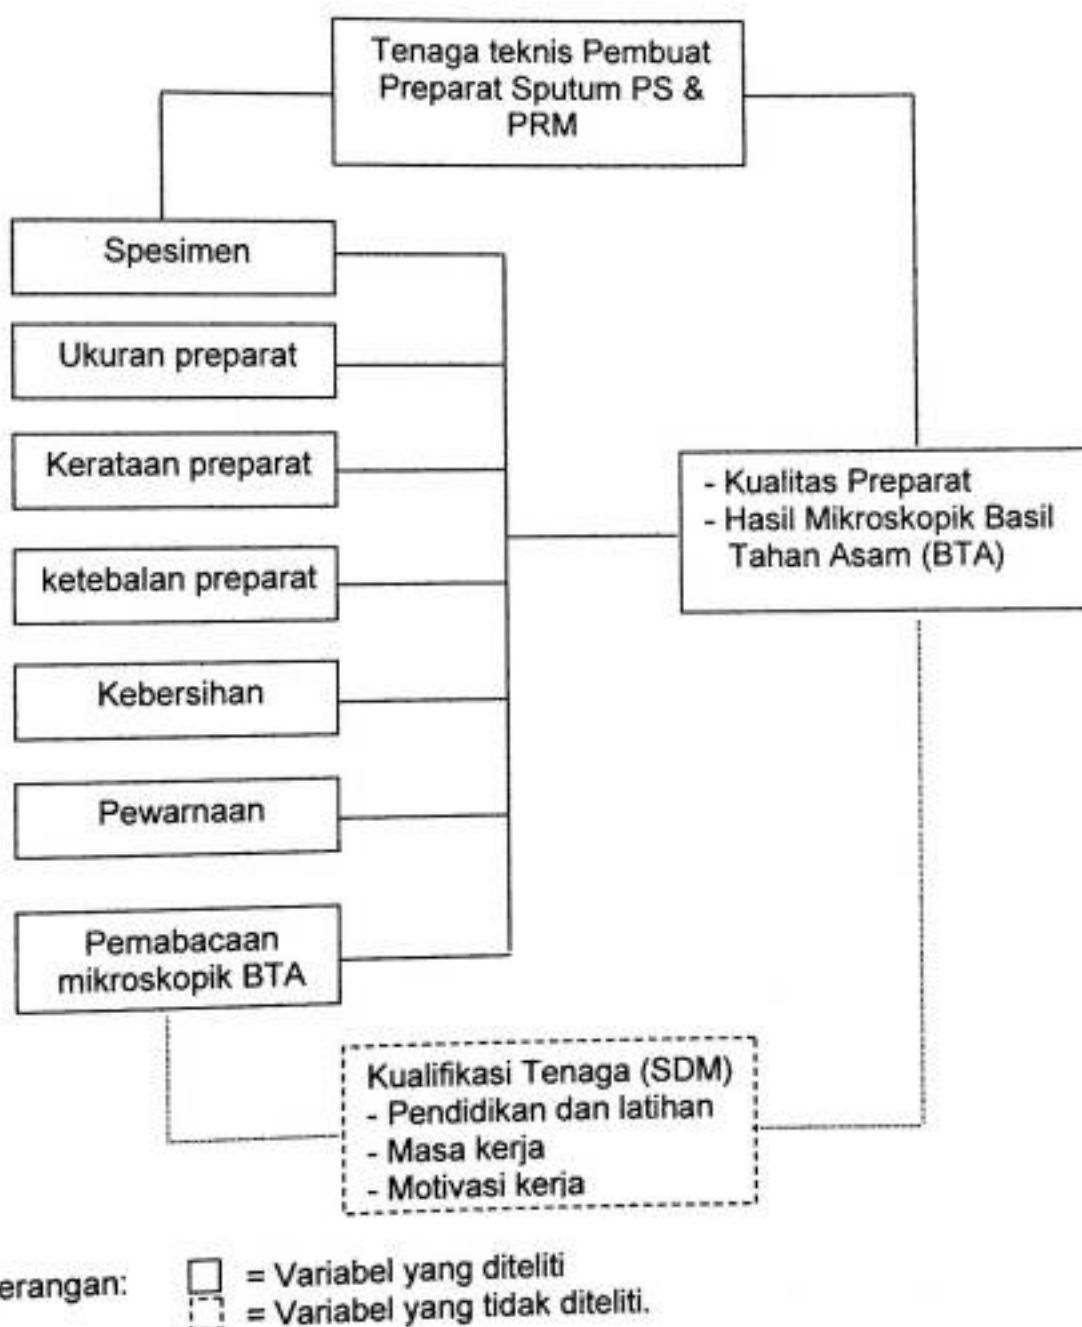 Tenaga teknis Pembuat
Preparat Sputum PS &
PRM
Spesimen
Ukuran preparat
Kerataan preparat
ketebalan preparat
Kebersihan
Pewarnaan
Pemabacaan
mikroskopik BTA
- Kualitas Preparat
- Hasil Mikroskopik Basil
Tahan Asam (BTA)
Kualifikasi Tenaga (SDM)
- Pendidikan dan latihan
- Masa kerja
- Motivasi kerja
erangan:
= Variabel yang diteliti
= Variabel yang tidak diteliti.